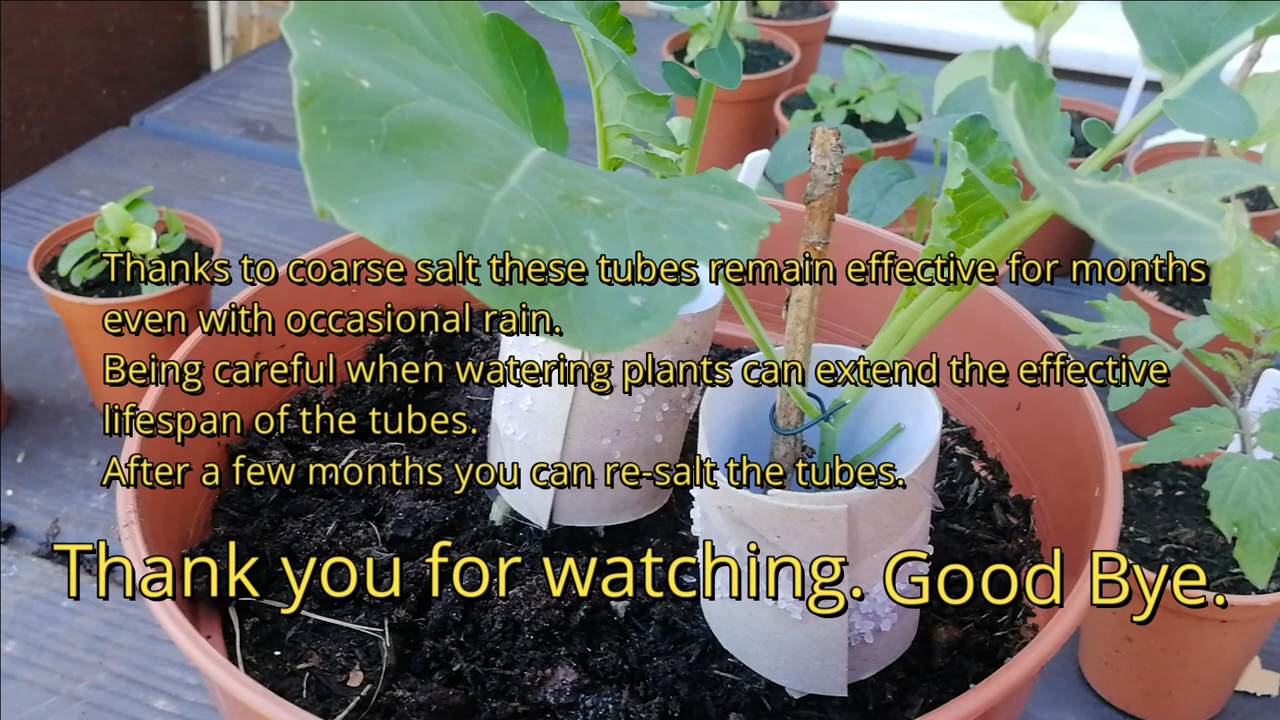 Thanks to coarse salt these tubes remain effective for months
even with occasional rain.
Being careful when watering plants can extend the effective
lifespan of the tubes.
After a few months you can re-salt the tubes.
Thank you for watching. Good Bye.